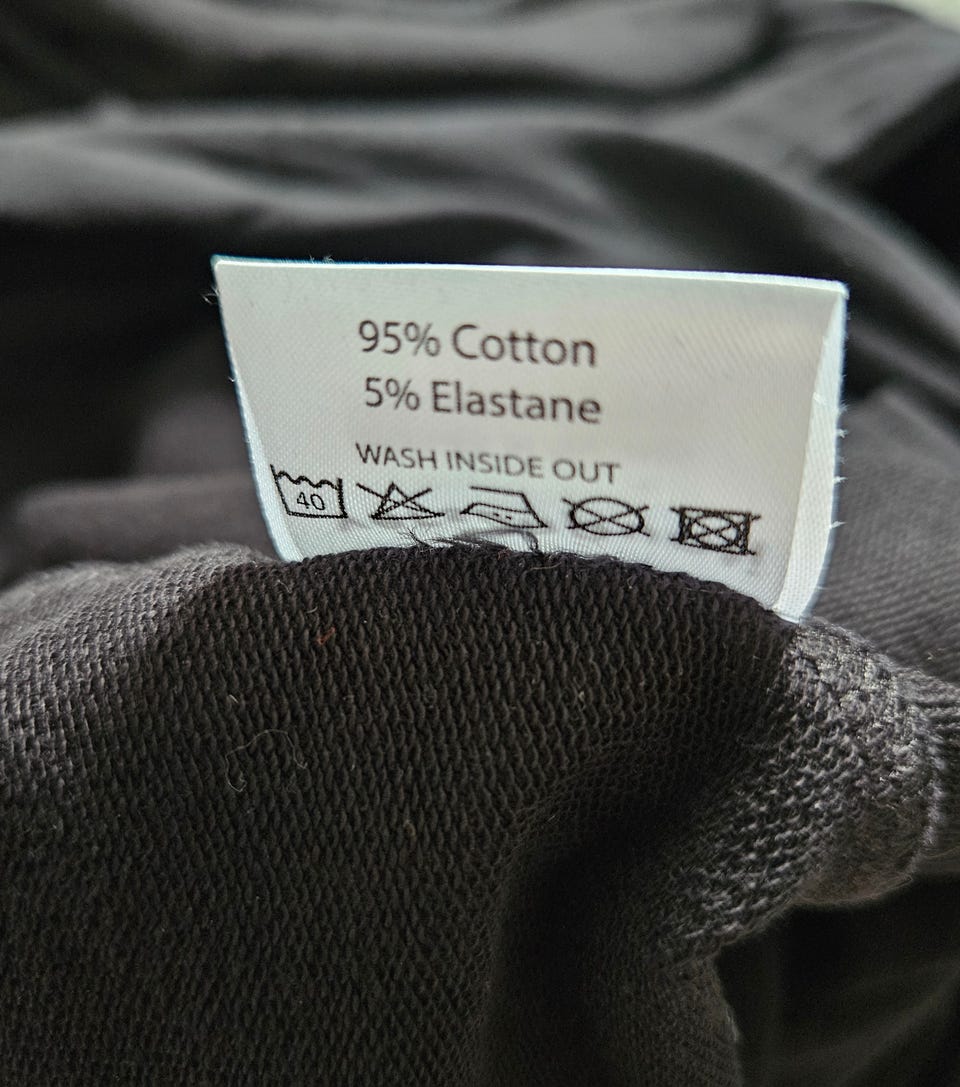 95% Cotton
5% Elastane
WASH INSIDE OUT
40